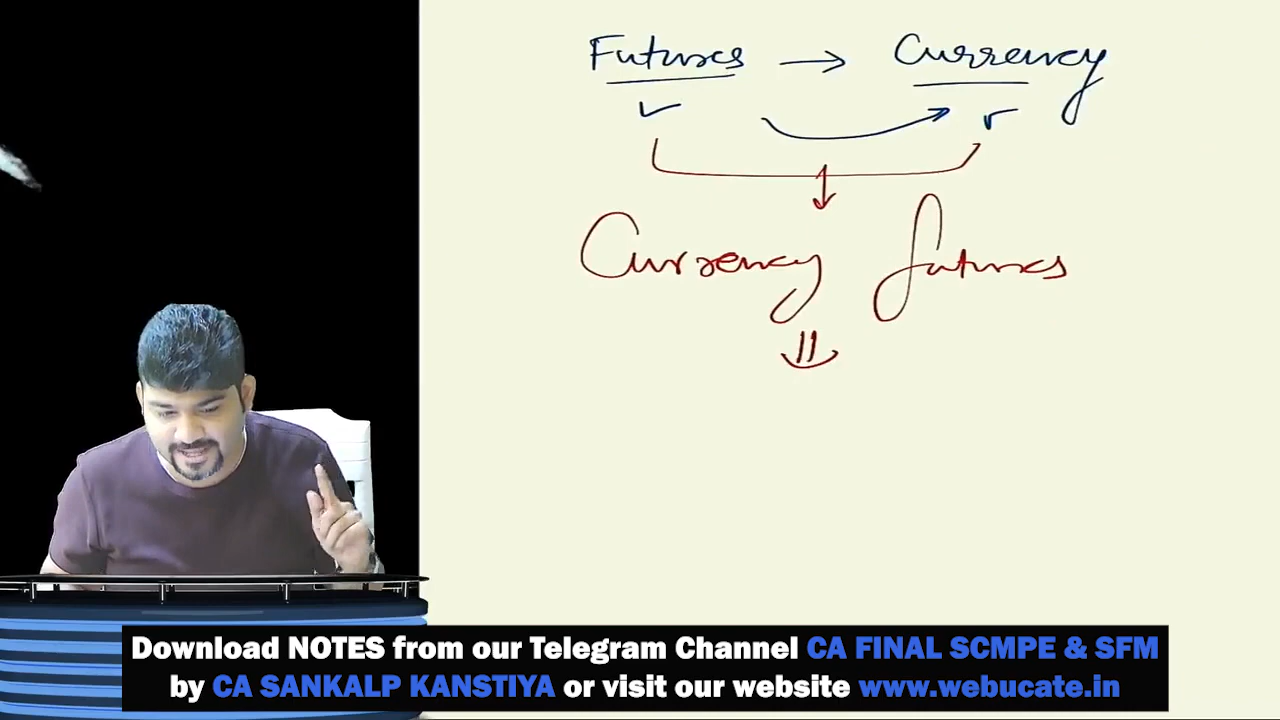 Futures → Currency
Currency futures
Download NOTES from our Telegram Channel CA FINAL SCMPE & SFM
by CA SANKALP KANSTIYA or visit our website www.webucate.in